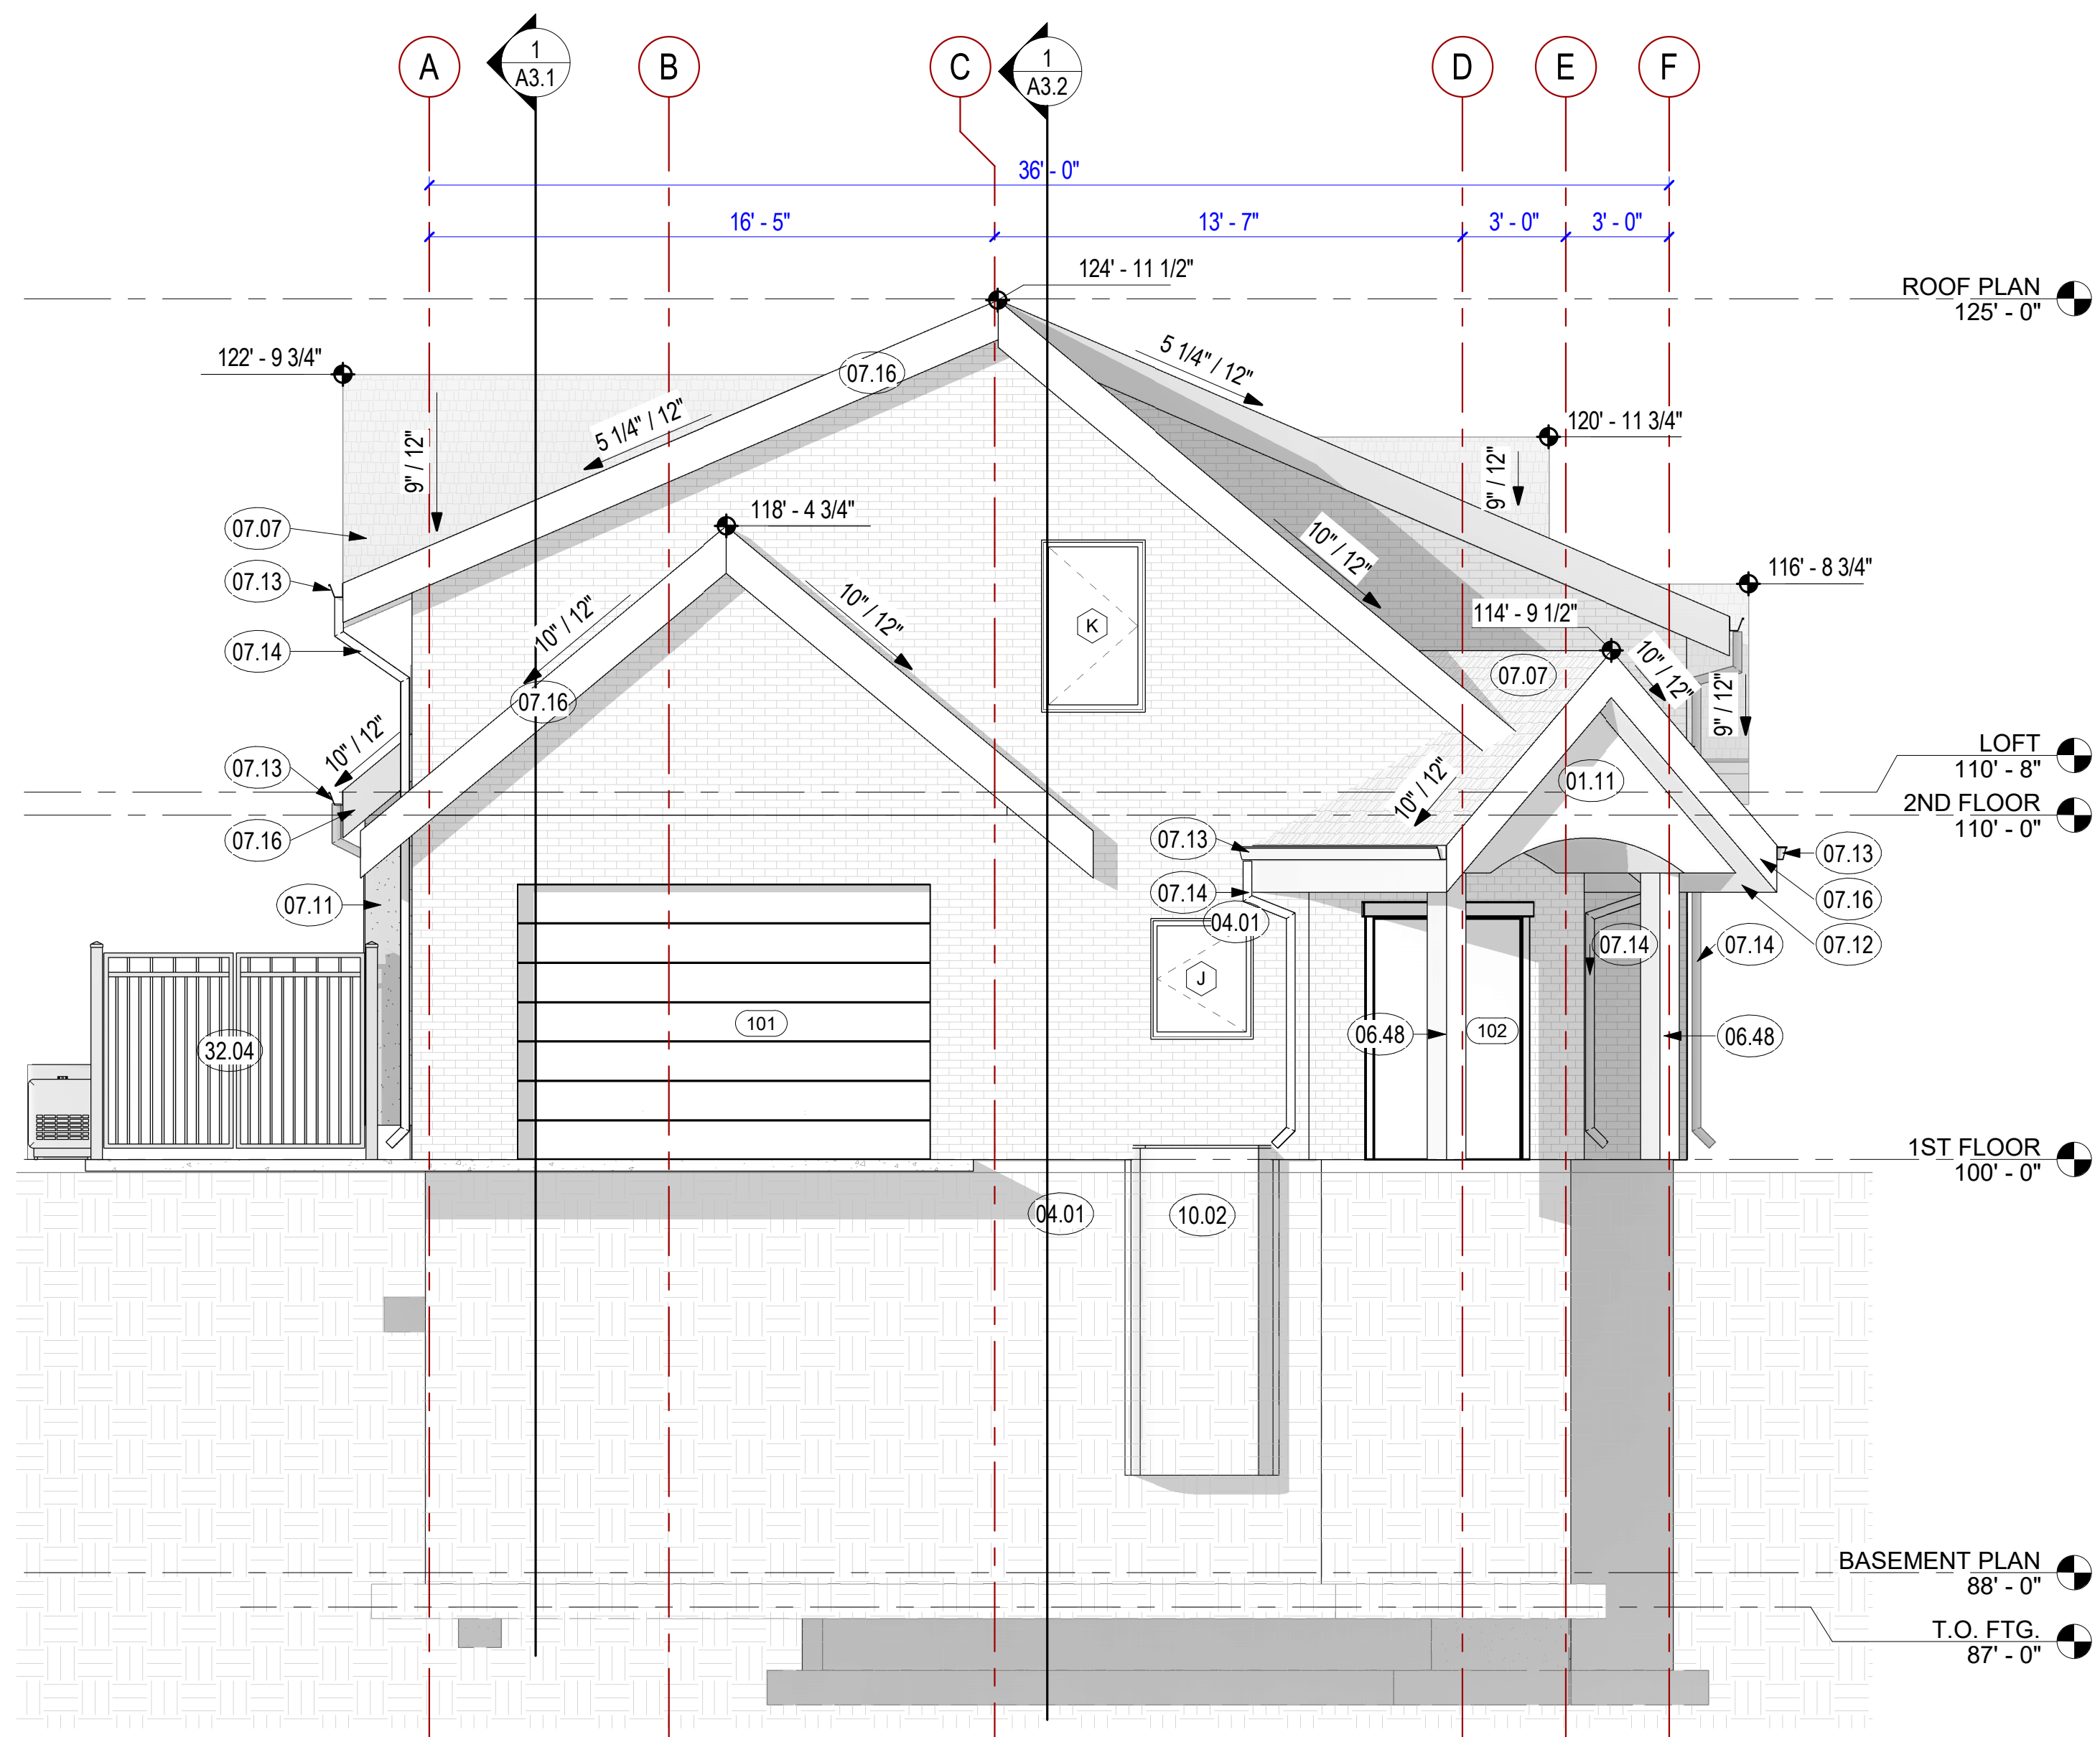 A
1
A3.1
B
C
1
A3.2
D
E
F
36' - 0"
16' - 5"
13' - 7"
3' - 0"
3' - 0"
124' - 11 1/2"
ROOF PLAN
125' - 0"
122' - 9 3/4"
07.16
5 1/4" / 12"
5 1/4" / 12"
120' - 11 3/4"
9" / 12"
9" / 12"
07.07
118' - 4 3/4"
10" / 12"
07.13
116' - 8 3/4"
10" / 12"
10" / 12"
114' - 9 1/2"
K
07.14
07.07
10" / 12"
07.16
9" / 12"
10" / 12"
LOFT
110' - 8"
07.13
01.11
10" / 12"
2ND FLOOR
110' - 0"
07.16
07.13
07.13
07.14
07.16
07.11
04.01
07.14
07.14
07.12
J
101
102
06.48
06.48
32.04
1ST FLOOR
100' - 0"
04.01
10.02
BASEMENT PLAN
88' - 0"
T.O. FTG.
87' - 0"